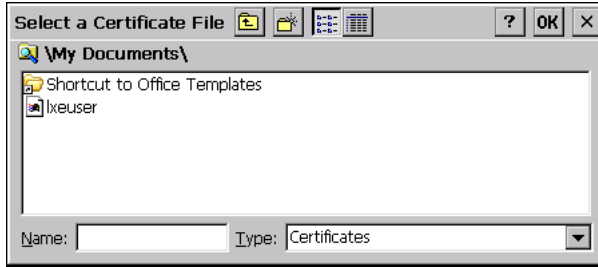 Select a Certificate File ? OK ×
\My Documents\
Shortcut to Office Templates
lxeuser
Name: Type: Certificates